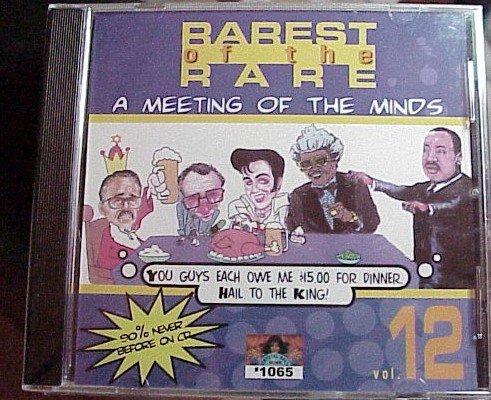 RAREST
of the
RARE
A MEETING OF THE MINDS
YOU GUYS EACH OWE ME $15.00 FOR DINNER.
HAIL TO THE KING!
90% NEVER
BEFORE ON CD
#1065
vol. 12